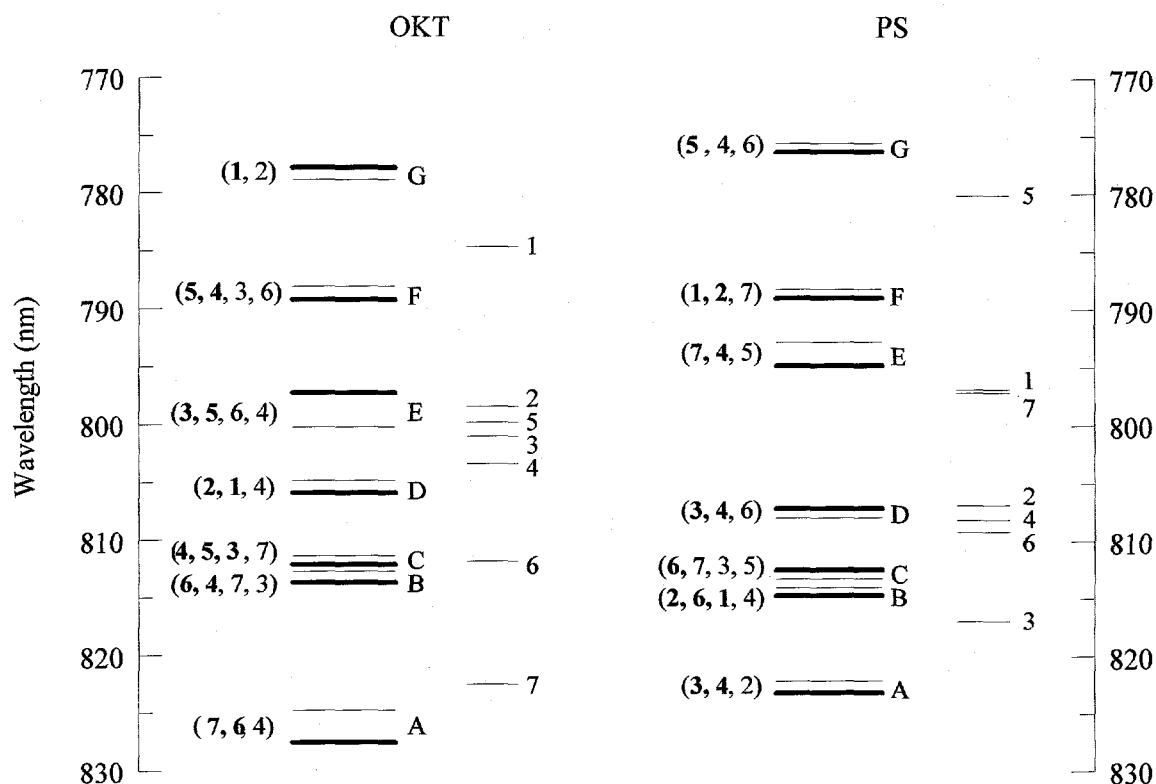 OKT
PS
Wavelength (nm)
770
780
790
800
810
820
830
(1, 2) G
(5, 4, 3, 6) F
(3, 5, 6, 4) E
(2, 1, 4) D
(4, 5, 3, 7) C
(6, 4, 7, 3) B
(7, 6, 4) A
1
2
5
3
4
6
7
(5, 4, 6) G
(1, 2, 7) F
(7, 4, 5) E
(3, 4, 6) D
(6, 7, 3, 5) C
(2, 6, 1, 4) B
(3, 4, 2) A
5
1
7
2
4
6
3
770
780
790
800
810
820
830